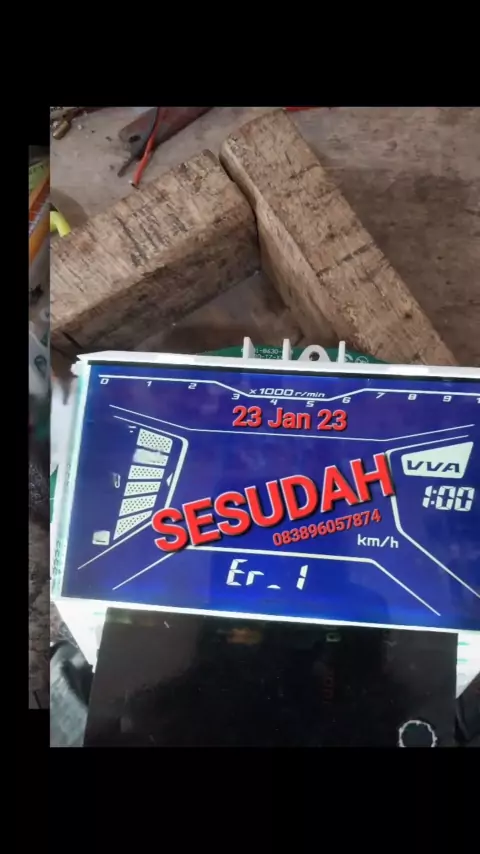 0 1 2 3 4 5 6 7 8 9 1
x1000 r/min
23 Jan 23
VVA
1:00
SESUDAH
083896057874
km/h
Er_1